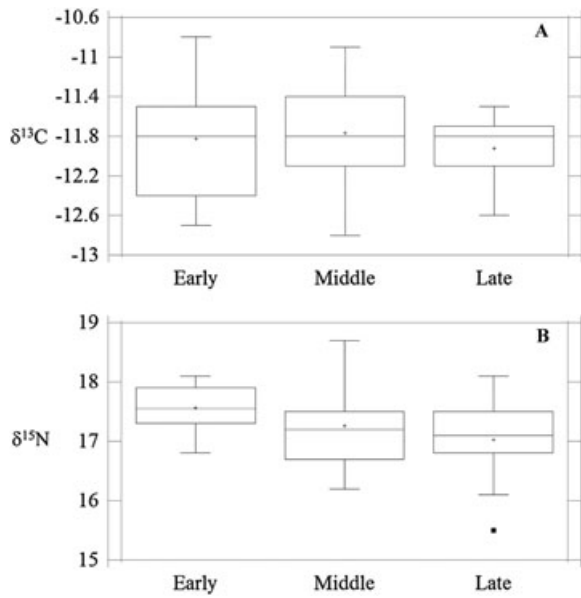 -10.6
A
-11
-11.4
δ¹³C
-11.8
-12.2
-12.6
-13
Early Middle Late
19
B
18
δ¹⁵N
17
16
15
Early Middle Late